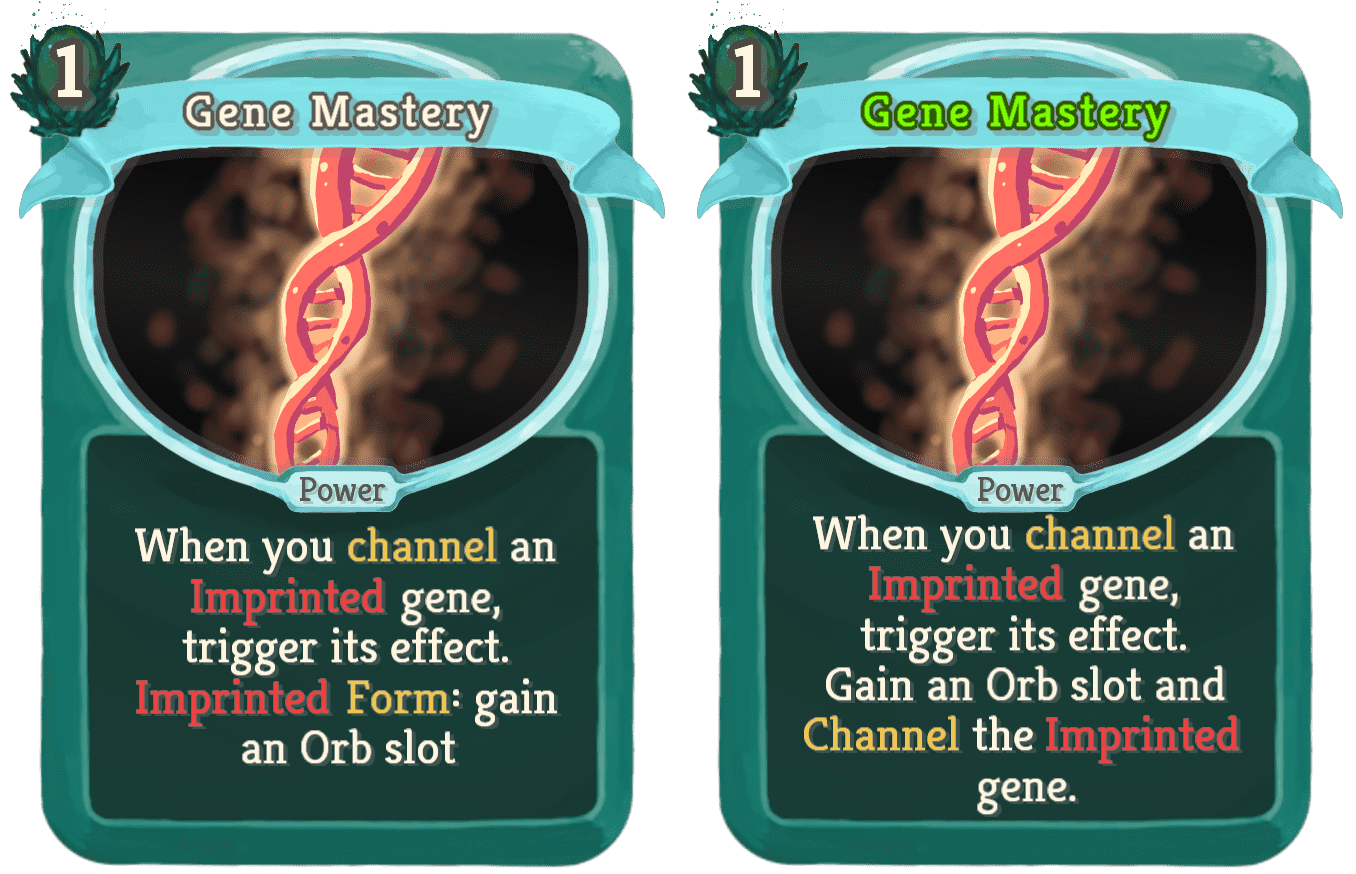 1
Gene Mastery
Power
When you channel an
Imprinted gene,
trigger its effect.
Imprinted Form: gain
an Orb slot
1
Gene Mastery
Power
When you channel an
Imprinted gene,
trigger its effect.
Gain an Orb slot and
Channel the Imprinted
gene.